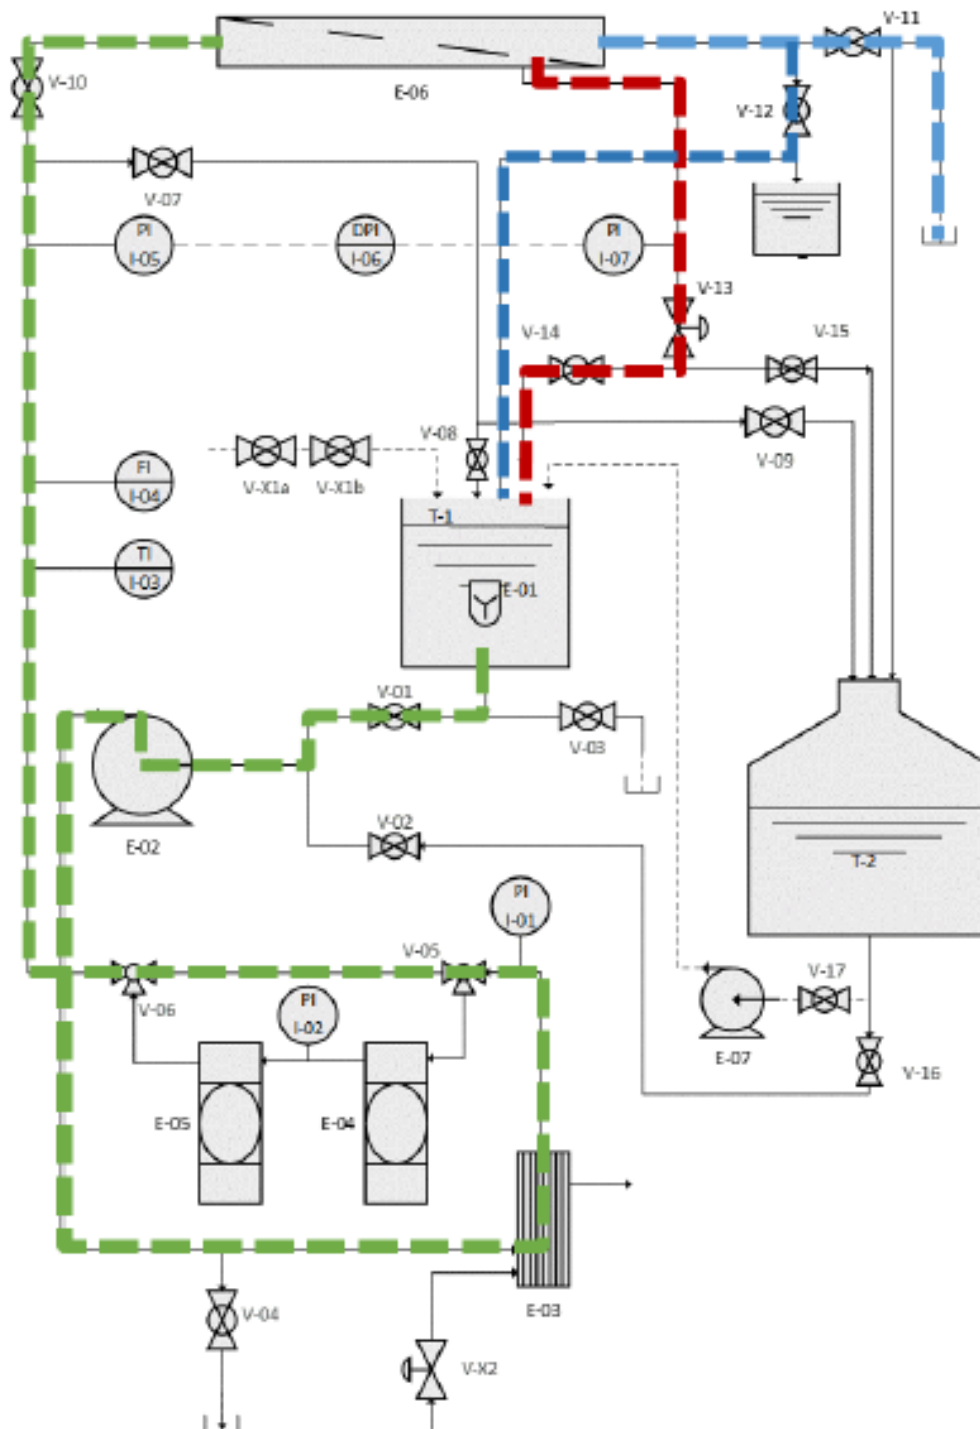 V-11
V-10
E-06
V-12
V-07
PI
I-05
DPI
I-06
PI
I-07
V-13
V-14
V-15
V-08
V-09
FI
I-04
V-X1a
V-X1b
T-1
TI
I-03
E-01
V-01
V-03
E-02
V-02
T-2
PI
I-01
V-05
V-06
PI
I-02
V-17
E-07
V-16
E-05
E-04
E-03
V-04
V-X2